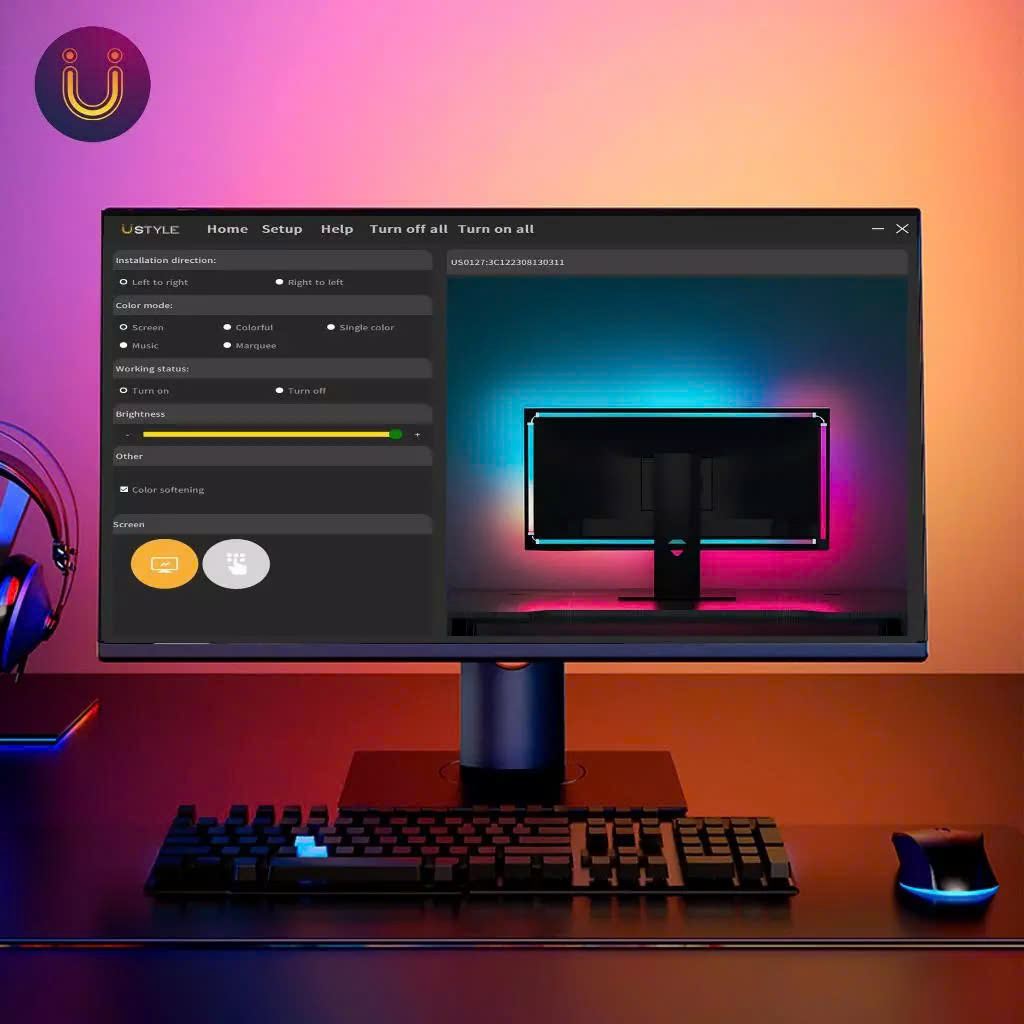 USTYLE Home Setup Help Turn off all Turn on all
Installation direction:
Left to right Right to left
Color mode:
Screen Colorful Single color
Music Marquee
Working status:
Turn on Turn off
Brightness
- +
Other
Color softening
Screen
US0127:3C122308130311